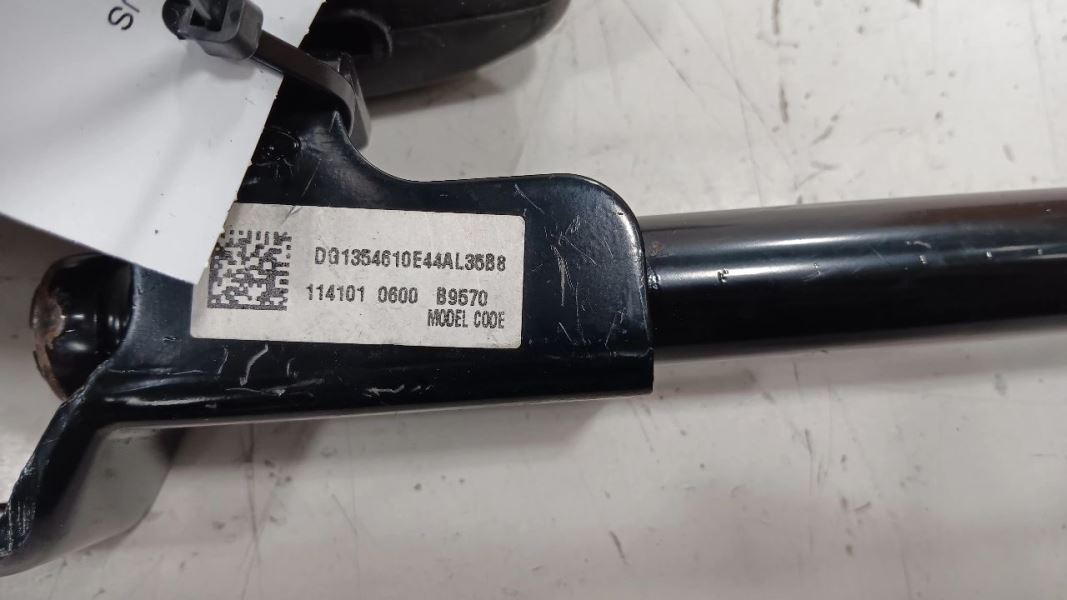 DG1354610E44AL35B8
114101 0600 B9570
MODEL CODE